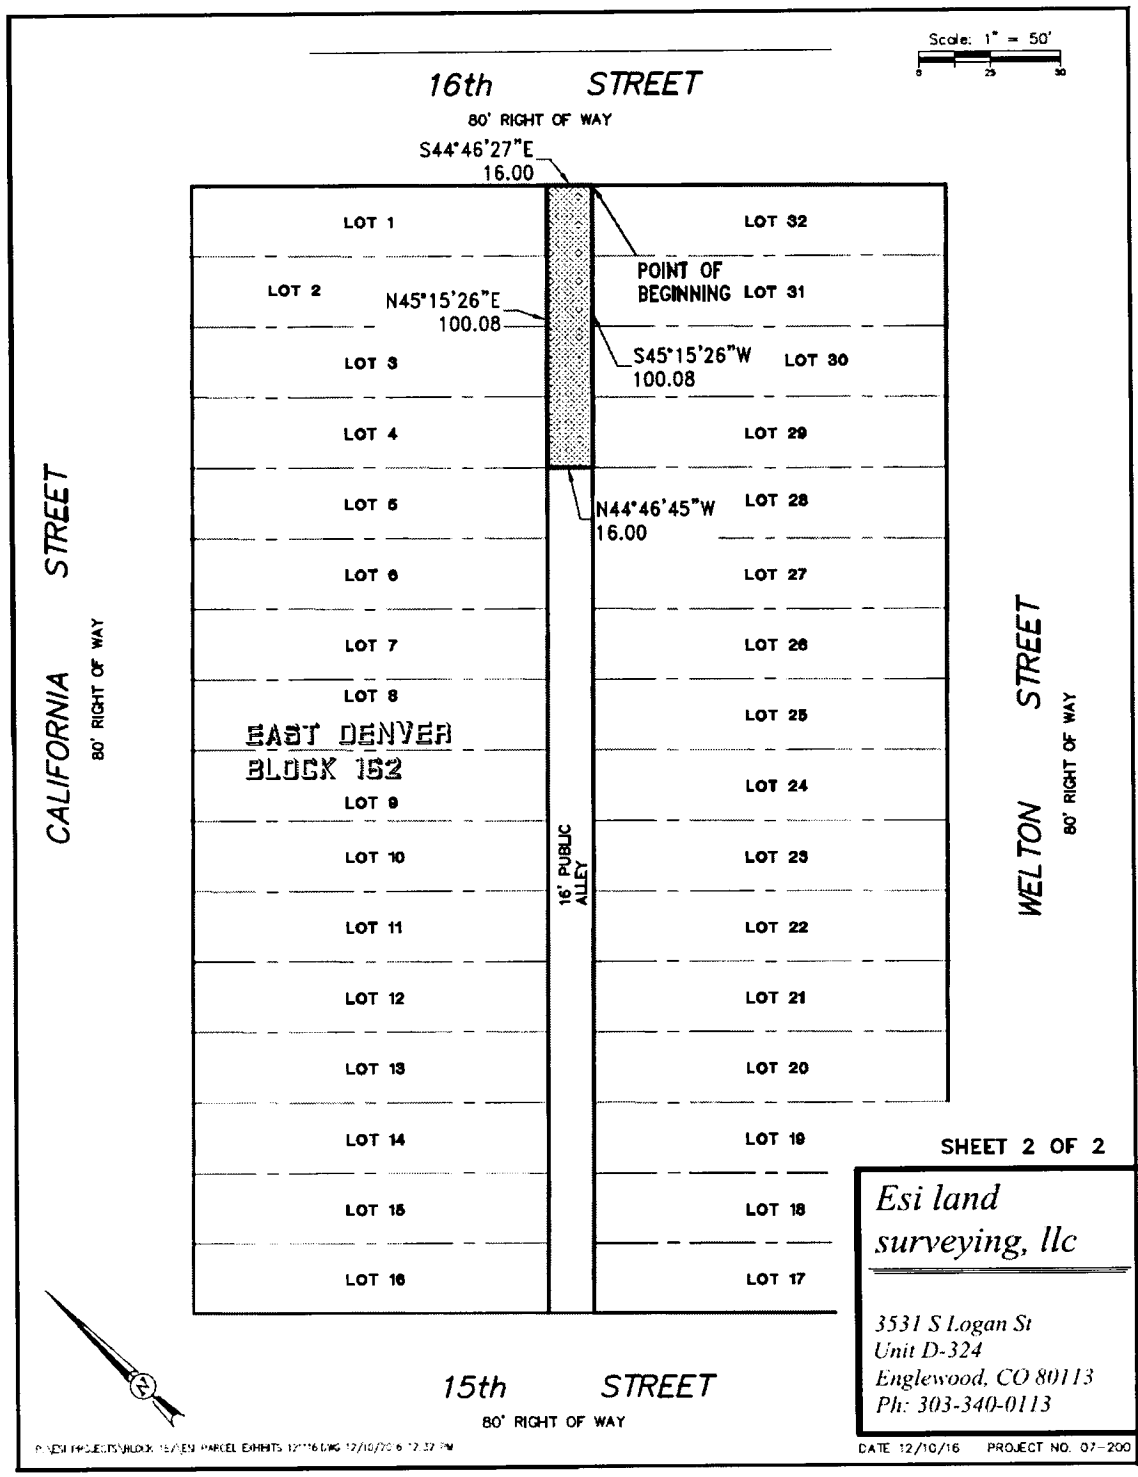 Scale: 1" = 50'
0 25 50
16th STREET
80' RIGHT OF WAY
S44°46'27"E
16.00
LOT 1
LOT 32
POINT OF
BEGINNING
LOT 2
LOT 31
N45°15'26"E
100.08
LOT 3
S45°15'26"W
100.08
LOT 30
LOT 4
LOT 29
LOT 5
LOT 28
N44°46'45"W
16.00
LOT 6
LOT 27
LOT 7
LOT 26
LOT 8
LOT 25
EAST DENVER
BLOCK 162
LOT 9
LOT 24
LOT 10
LOT 23
16' PUBLIC
ALLEY
LOT 11
LOT 22
LOT 12
LOT 21
LOT 13
LOT 20
LOT 14
LOT 19
LOT 15
LOT 18
LOT 16
LOT 17
CALIFORNIA STREET
80' RIGHT OF WAY
WELTON STREET
80' RIGHT OF WAY
SHEET 2 OF 2
Esi land
surveying, llc
3531 S Logan St
Unit D-324
Englewood, CO 80113
Ph: 303-340-0113
N
15th STREET
80' RIGHT OF WAY
PARCEL EXHIBITS
DATE 12/10/16 PROJECT NO. 07-200